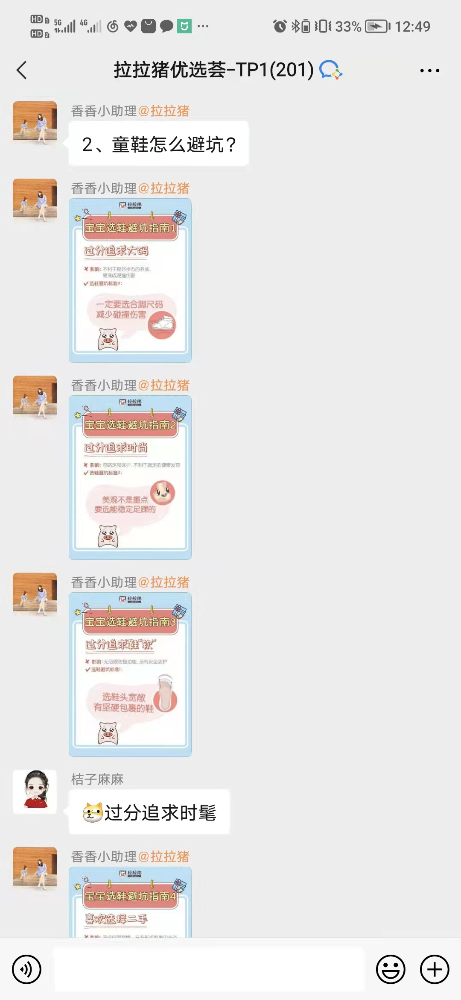 HD 1 5G 4G 33% 12:49
HD 2
拉拉猪优选荟-TP1(201)
香香小助理@拉拉猪
2、童鞋怎么避坑?
香香小助理@拉拉猪
拉拉猪
宝宝选鞋避坑指南1
过分追求大码
✘ 影响: 不利于良好步态的养成,
易造成踢撞伤害
✓ 选鞋避坑标准4:
一定要选合脚尺码
减少碰撞伤害
香香小助理@拉拉猪
拉拉猪
宝宝选鞋避坑指南2
过分追求时尚
✘ 影响: 忽略足部保护, 不利于嫩足的健康发育
✓ 选鞋避坑标准3:
美观不是重点
要选能稳定足踝的
香香小助理@拉拉猪
拉拉猪
宝宝选鞋避坑指南3
过分追求鞋“软”
✘ 影响: 无防踢防撞功能, 没有安全防护
✓ 选鞋避坑标准1:
选鞋头宽敞
有坚硬包裹的鞋
桔子麻麻
过分追求时髦
香香小助理@拉拉猪
拉拉猪
宝宝选鞋避坑指南4
喜欢选择二手